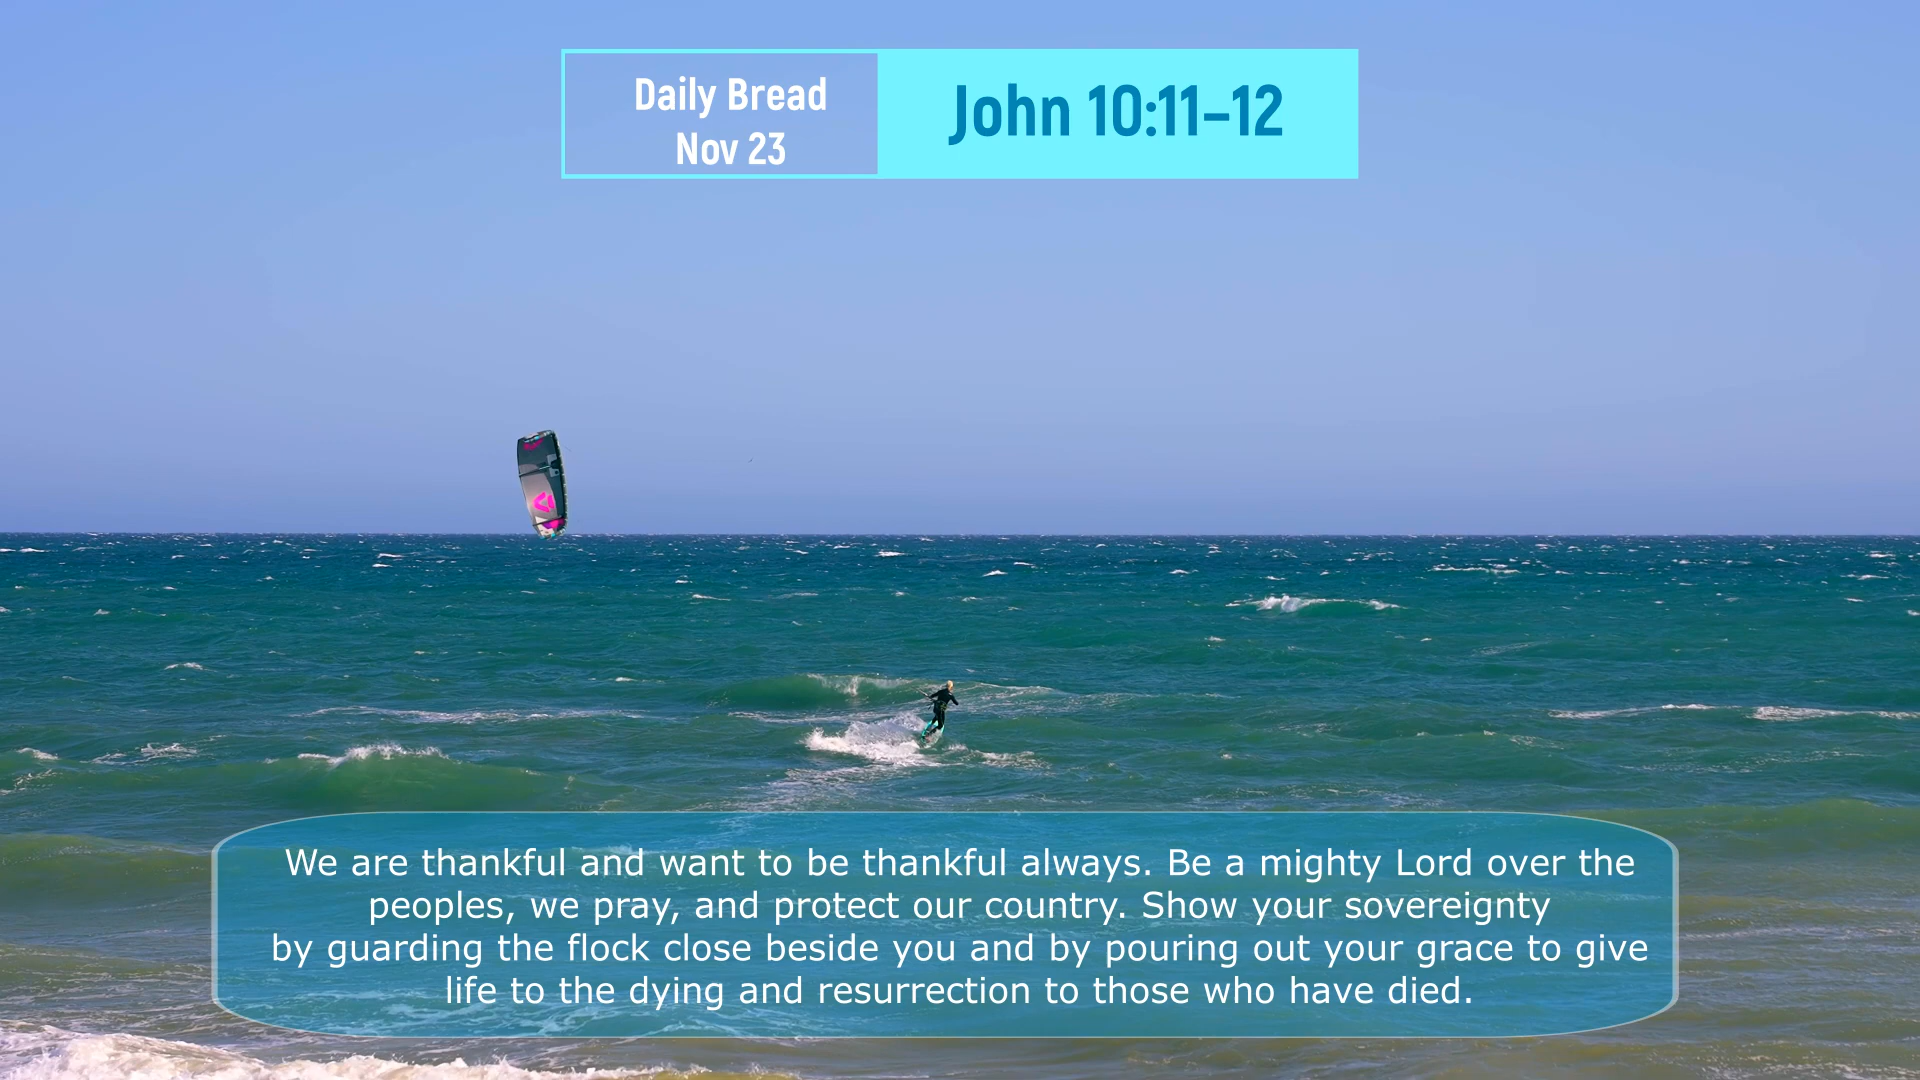 Daily Bread
Nov 23
John 10:11–12
We are thankful and want to be thankful always. Be a mighty Lord over the
peoples, we pray, and protect our country. Show your sovereignty
by guarding the flock close beside you and by pouring out your grace to give
life to the dying and resurrection to those who have died.